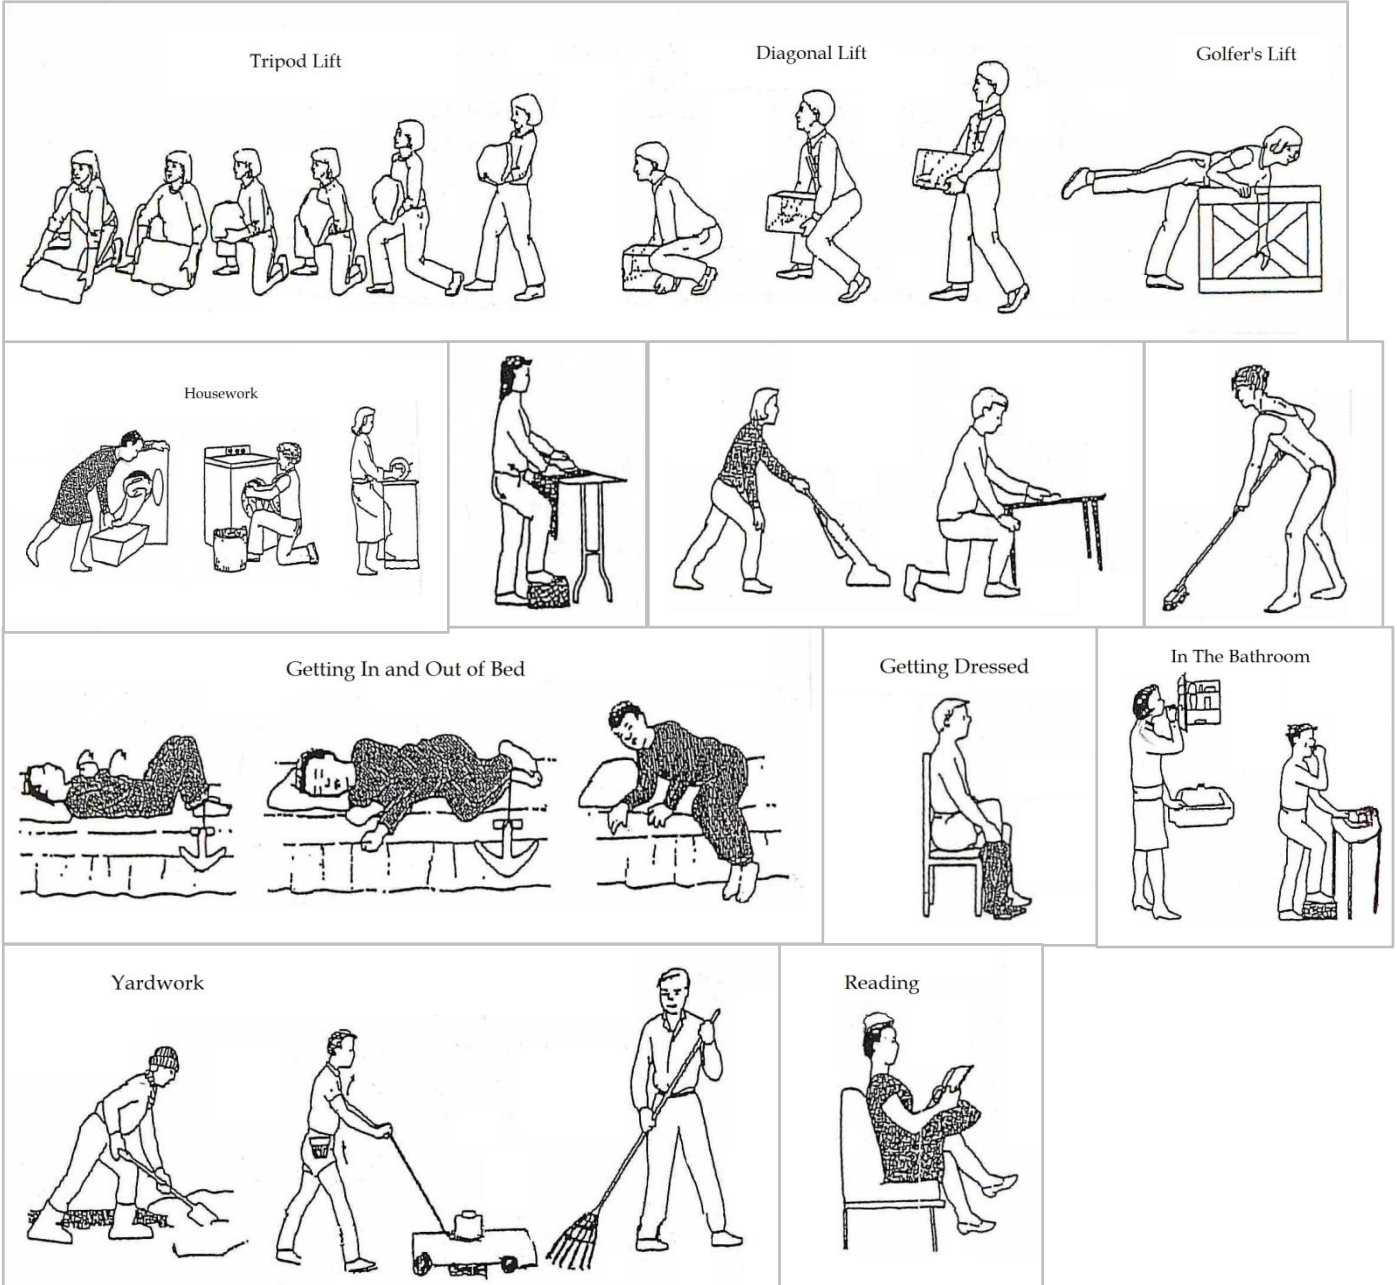 Tripod Lift
Diagonal Lift
Golfer's Lift
Housework
Getting In and Out of Bed
Getting Dressed
In The Bathroom
Yardwork
Reading